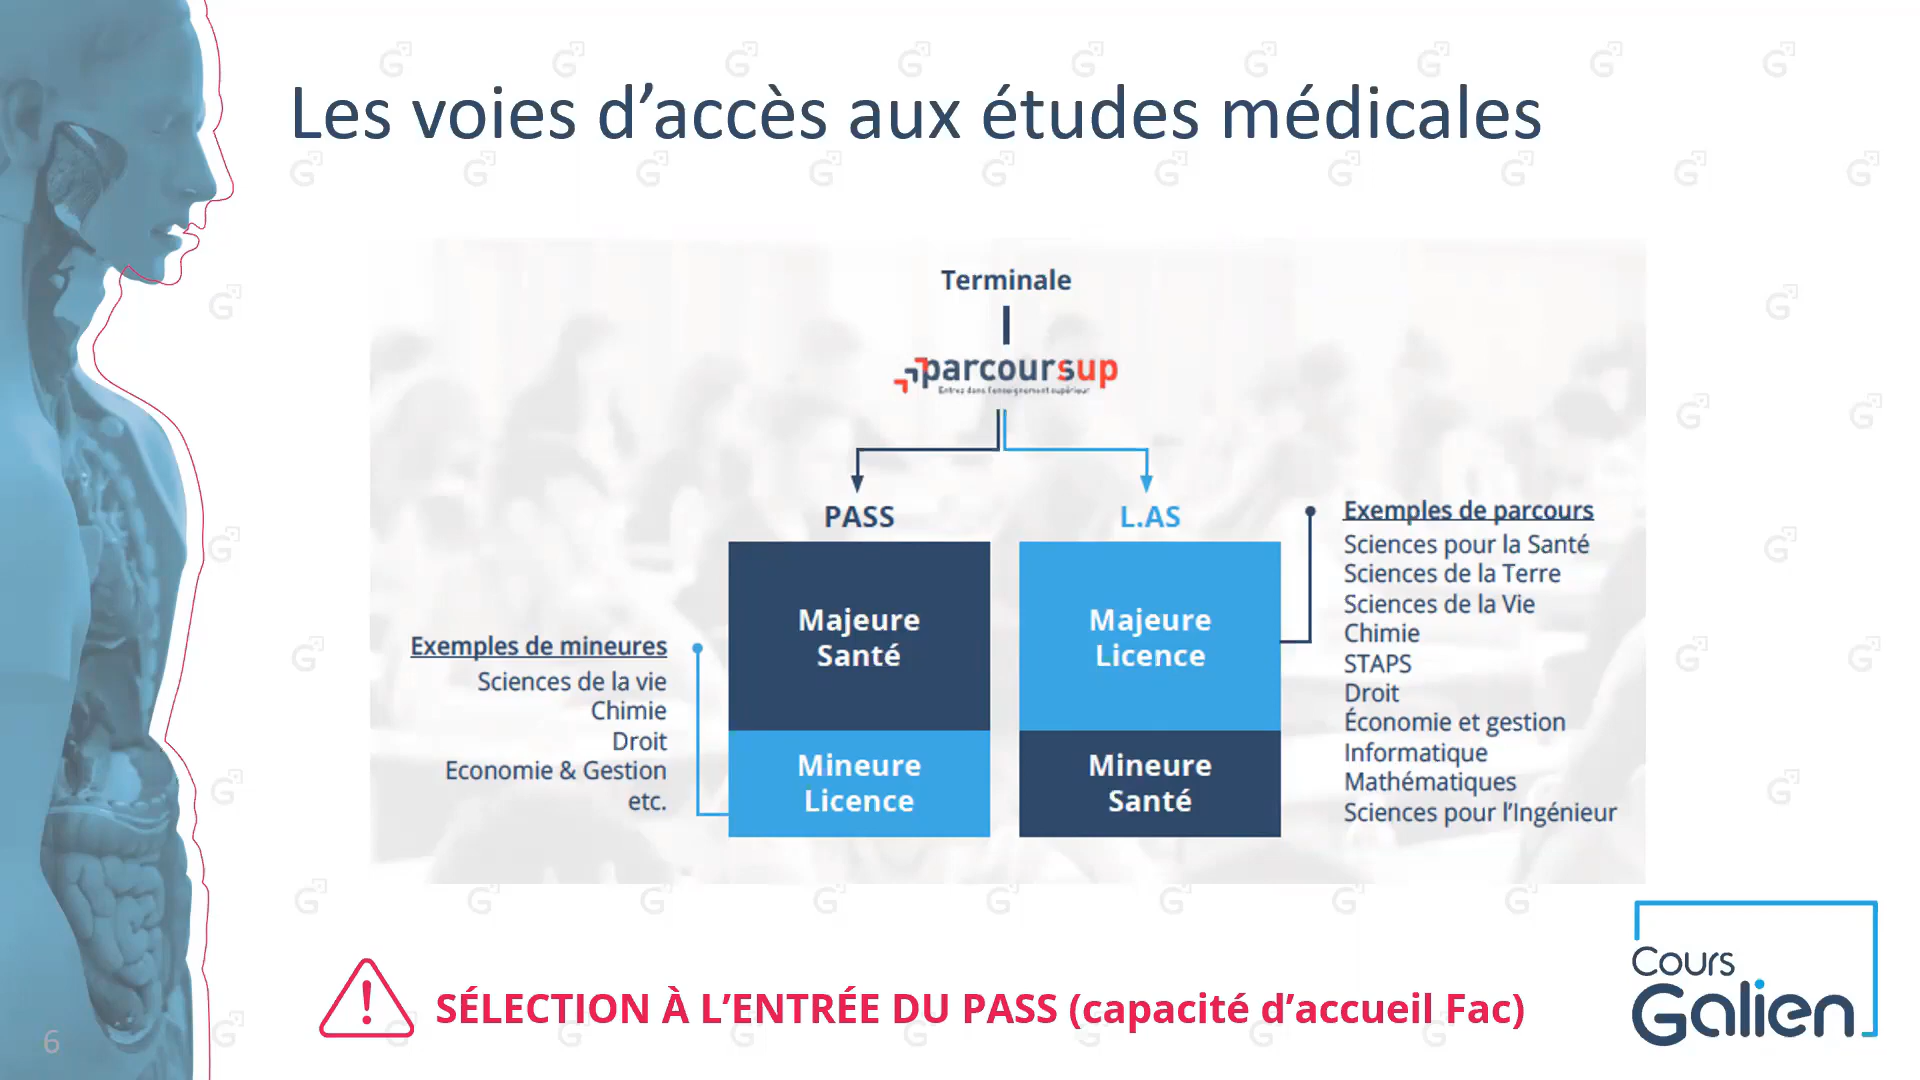 Les voies d’accès aux études médicales
Terminale
parcoursup
Entrez dans l'enseignement supérieur
PASS
L.AS
Majeure
Santé
Mineure
Licence
Majeure
Licence
Mineure
Santé
Exemples de mineures
Sciences de la vie
Chimie
Droit
Economie & Gestion
etc.
Exemples de parcours
Sciences pour la Santé
Sciences de la Terre
Sciences de la Vie
Chimie
STAPS
Droit
Économie et gestion
Informatique
Mathématiques
Sciences pour l’Ingénieur
SÉLECTION À L’ENTRÉE DU PASS (capacité d’accueil Fac)
Cours
Galien
6